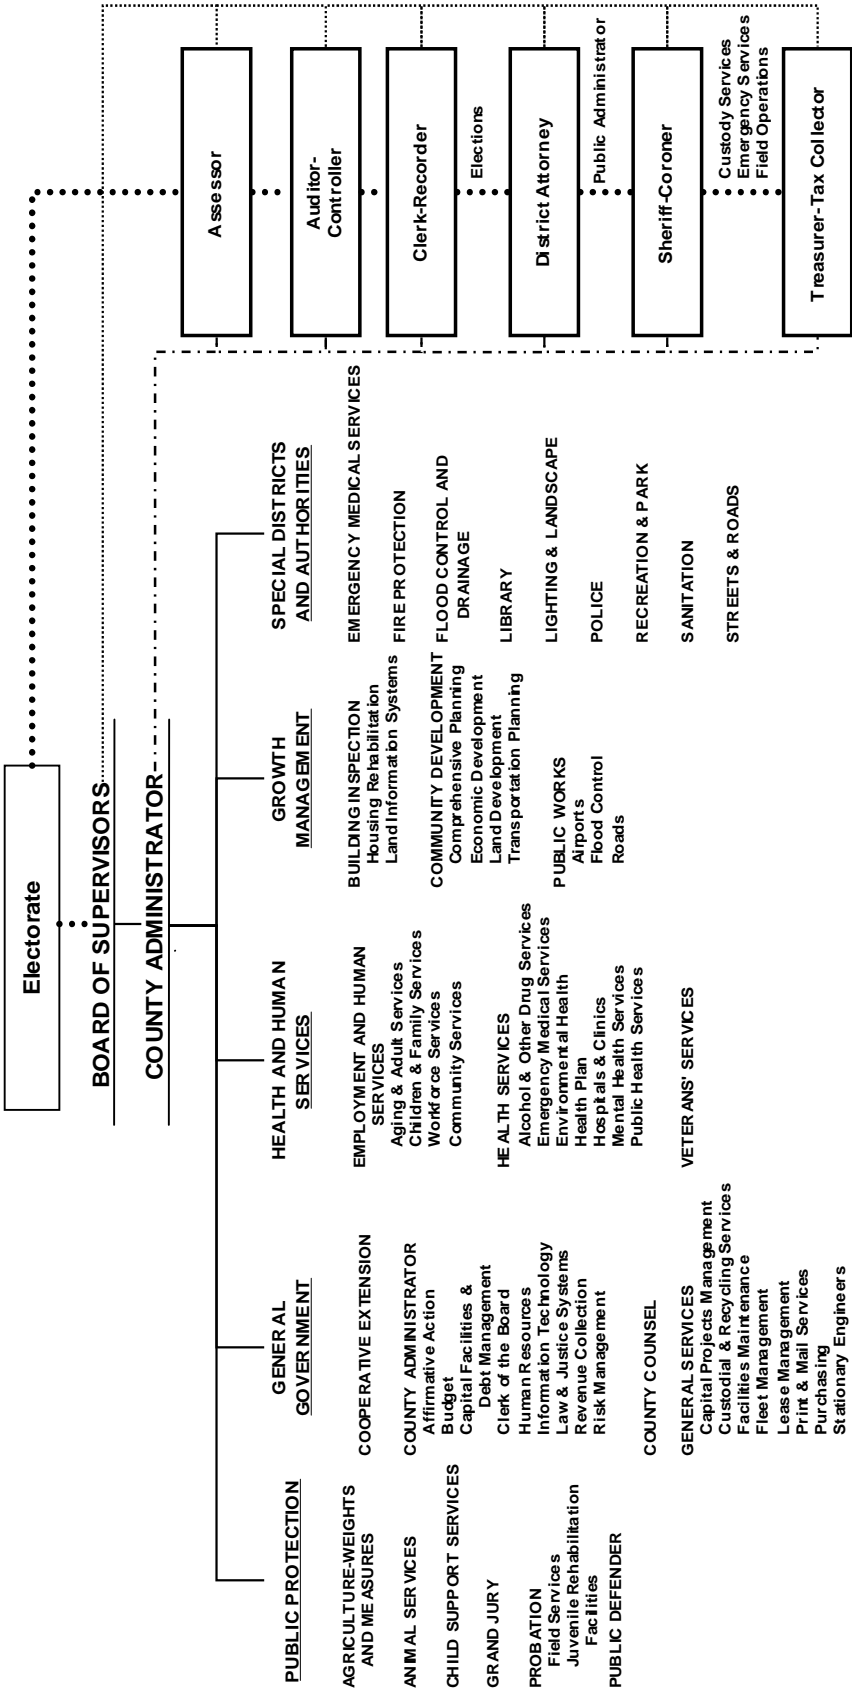 Electorate
BOARD OF SUPERVISORS
COUNTY ADMINISTRATOR
PUBLIC PROTECTION
AGRICULTURE-WEIGHTS
AND MEASURES
ANIMAL SERVICES
CHILD SUPPORT SERVICES
GRAND JURY
PROBATION
Field Services
Juvenile Rehabilitation
Facilities
PUBLIC DEFENDER
GENERAL
GOVERNMENT
COOPERATIVE EXTENSION
COUNTY ADMINISTRATOR
Affirmative Action
Budget
Capital Facilities &
Debt Management
Clerk of the Board
Human Resources
Information Technology
Law & Justice Systems
Revenue Collection
Risk Management
COUNTY COUNSEL
GENERAL SERVICES
Capital Projects Management
Custodial & Recycling Services
Facilities Maintenance
Fleet Management
Lease Management
Print & Mail Services
Purchasing
Stationary Engineers
HEALTH AND HUMAN
SERVICES
EMPLOYMENT AND HUMAN
SERVICES
Aging & Adult Services
Children & Family Services
Workforce Services
Community Services
HEALTH SERVICES
Alcohol & Other Drug Services
Emergency Medical Services
Environmental Health
Health Plan
Hospitals & Clinics
Mental Health Services
Public Health Services
VETERANS' SERVICES
GROWTH
MANAGEMENT
BUILDING INSPECTION
Housing Rehabilitation
Land Information Systems
COMMUNITY DEVELOPMENT
Comprehensive Planning
Economic Development
Land Development
Transportation Planning
PUBLIC WORKS
Airports
Flood Control
Roads
SPECIAL DISTRICTS
AND AUTHORITIES
EMERGENCY MEDICAL SERVICES
FIRE PROTECTION
FLOOD CONTROL AND
DRAINAGE
LIBRARY
LIGHTING & LANDSCAPE
POLICE
RECREATION & PARK
SANITATION
STREETS & ROADS
Assessor
Auditor-
Controller
Clerk-Recorder
Elections
District Attorney
Public Administrator
Sheriff-Coroner
Custody Services
Emergency Services
Field Operations
Treasurer-Tax Collector